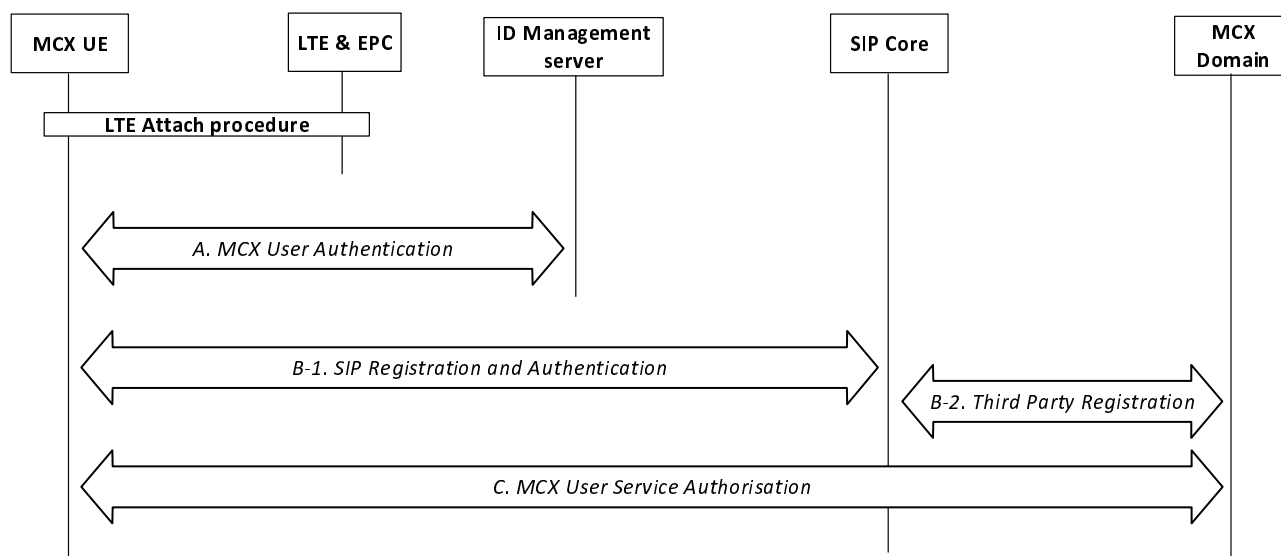 MCX UE
LTE & EPC
ID Management
server
SIP Core
MCX
Domain
LTE Attach procedure
A. MCX User Authentication
B-1. SIP Registration and Authentication
B-2. Third Party Registration
C. MCX User Service Authorisation